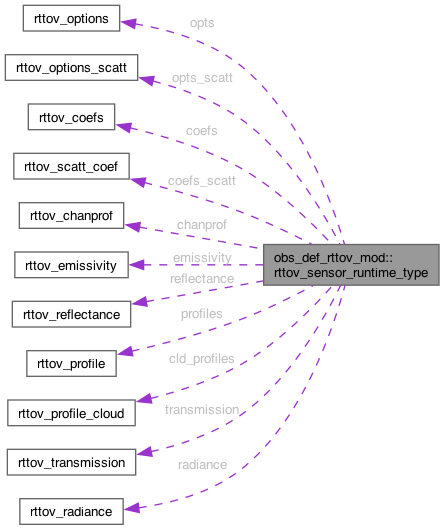 rttov_options
opts
rttov_options_scatt
opts_scatt
rttov_coefs
coefs
rttov_scatt_coef
coefs_scatt
rttov_chanprof
chanprof
obs_def_rttov_mod::
rttov_sensor_runtime_type
rttov_emissivity
emissivity
rttov_reflectance
reflectance
rttov_profile
profiles
rttov_profile_cloud
cld_profiles
rttov_transmission
transmission
rttov_radiance
radiance